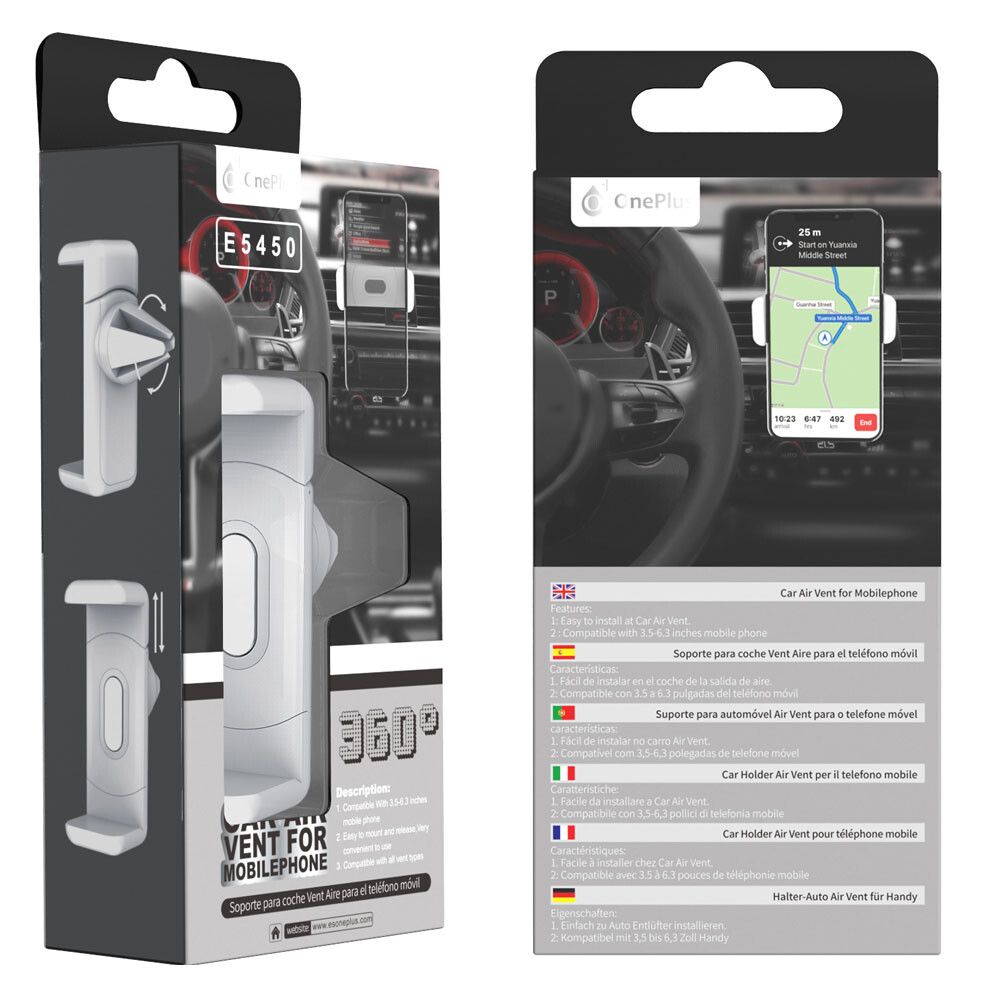 OnePlus
E5450
360°
Description:
1. Compatible With 3.5-6.3 inches
mobile phone
2. Easy to mount and release,Very
convenient to use
3. Compatible with all vent types
CAR AIR
VENT FOR
MOBILEPHONE
Soporte para coche Vent Aire para el teléfono móvil
website: www.esoneplus.com
OnePlus
25 m
Start on Yuanxia
Middle Street
Guanhai Street
Yuanxia Middle Street
P
MODE
10:23 6:47 492 End
arrival hrs km
Car Air Vent for Mobilephone
Features:
1: Easy to install at Car Air Vent.
2 : Compatible with 3.5-6.3 inches mobile phone
Soporte para coche Vent Aire para el teléfono móvil
Características:
1. Fácil de instalar en el coche de la salida de aire.
2: Compatible con 3.5 a 6.3 pulgadas del teléfono móvil
Suporte para automóvel Air Vent para o telefone móvel
características:
1. Fácil de instalar no carro Air Vent.
2: Compatível com 3,5-6,3 polegadas de telefone móvel
Car Holder Air Vent per il telefono mobile
Caratteristiche:
1. Facile da installare a Car Air Vent.
2: Compatibile con 3,5-6,3 pollici di telefonia mobile
Car Holder Air Vent pour téléphone mobile
Caractéristiques:
1. Facile à installer chez Car Air Vent.
2: Compatible avec 3.5 à 6.3 pouces de téléphonie mobile
Halter-Auto Air Vent für Handy
Eigenschaften:
1. Einfach zu Auto Entlüfter installieren.
2: Kompatibel mit 3,5 bis 6,3 Zoll Handy